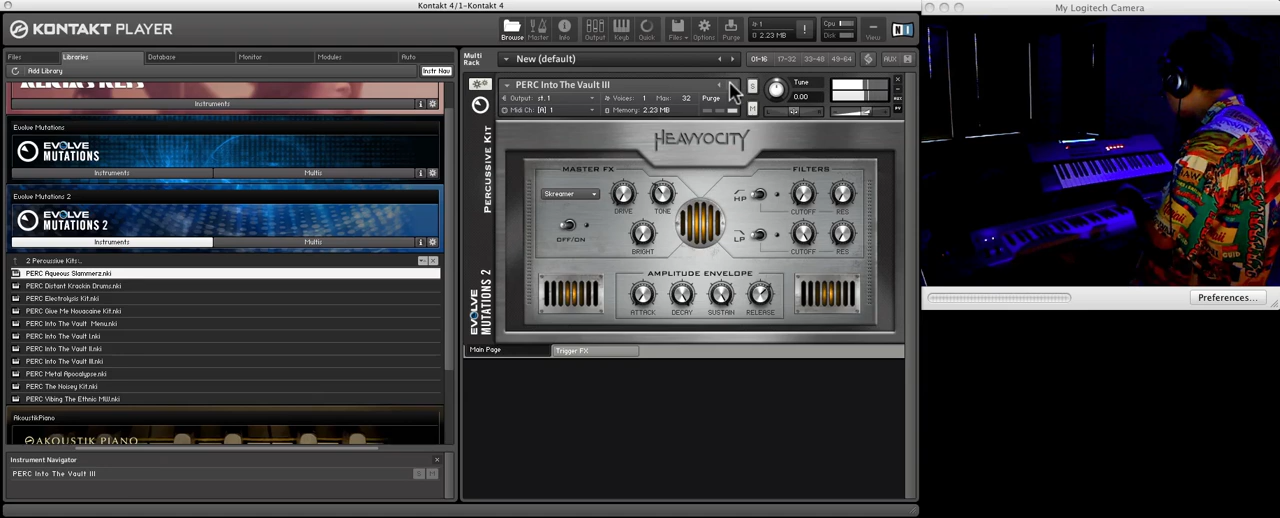 Kontakt 4/1-Kontakt 4
My Logitech Camera
KONTAKT PLAYER
Browse
Master
Info
Output
Keyb
Quick
Files
Options
Purge
1
2.23 MB
!
Cpu
Disk
View
NI
Files
Libraries
Database
Monitor
Modules
Auto
Add Library
Instr Nav
Instruments
Evolve Mutations
EVOLVE
MUTATIONS
Instruments
Multis
Evolve Mutations 2
EVOLVE
MUTATIONS 2
Instruments
Multis
2 Percussive Kits:..
PERC Aqueous Slammerz.nki
PERC Distant Krackin Drums.nki
PERC Electrolysis Kit.nki
PERC Give Me Novacaine Kit.nki
PERC Into The Vault Menu.nki
PERC Into The Vault I.nki
PERC Into The Vault II.nki
PERC Into The Vault III.nki
PERC Metal Apocalypse.nki
PERC The Noisey Kit.nki
PERC Vibing The Ethnic MW.nki
AkoustikPiano
AKOUSTIK PIANO
Instrument Navigator
PERC Into The Vault III
S
M
Multi
Rack
New (default)
01-16
17-32
33-48
49-64
AUX
PERC Into The Vault III
Output: st. 1
Voices: 1
Max: 32
Purge
Midi Ch: [A] 1
Memory: 2.23 MB
S
M
Tune
0.00
AUX
PV
PERCUSSIVE KIT
EVOLVE
MUTATIONS 2
HEAVYOCITY
MASTER FX
Skreamer
OFF/ON
DRIVE
TONE
BRIGHT
FILTERS
HP
CUTOFF
RES
LP
CUTOFF
RES
AMPLITUDE ENVELOPE
ATTACK
DECAY
SUSTAIN
RELEASE
Main Page
Trigger FX
Preferences...